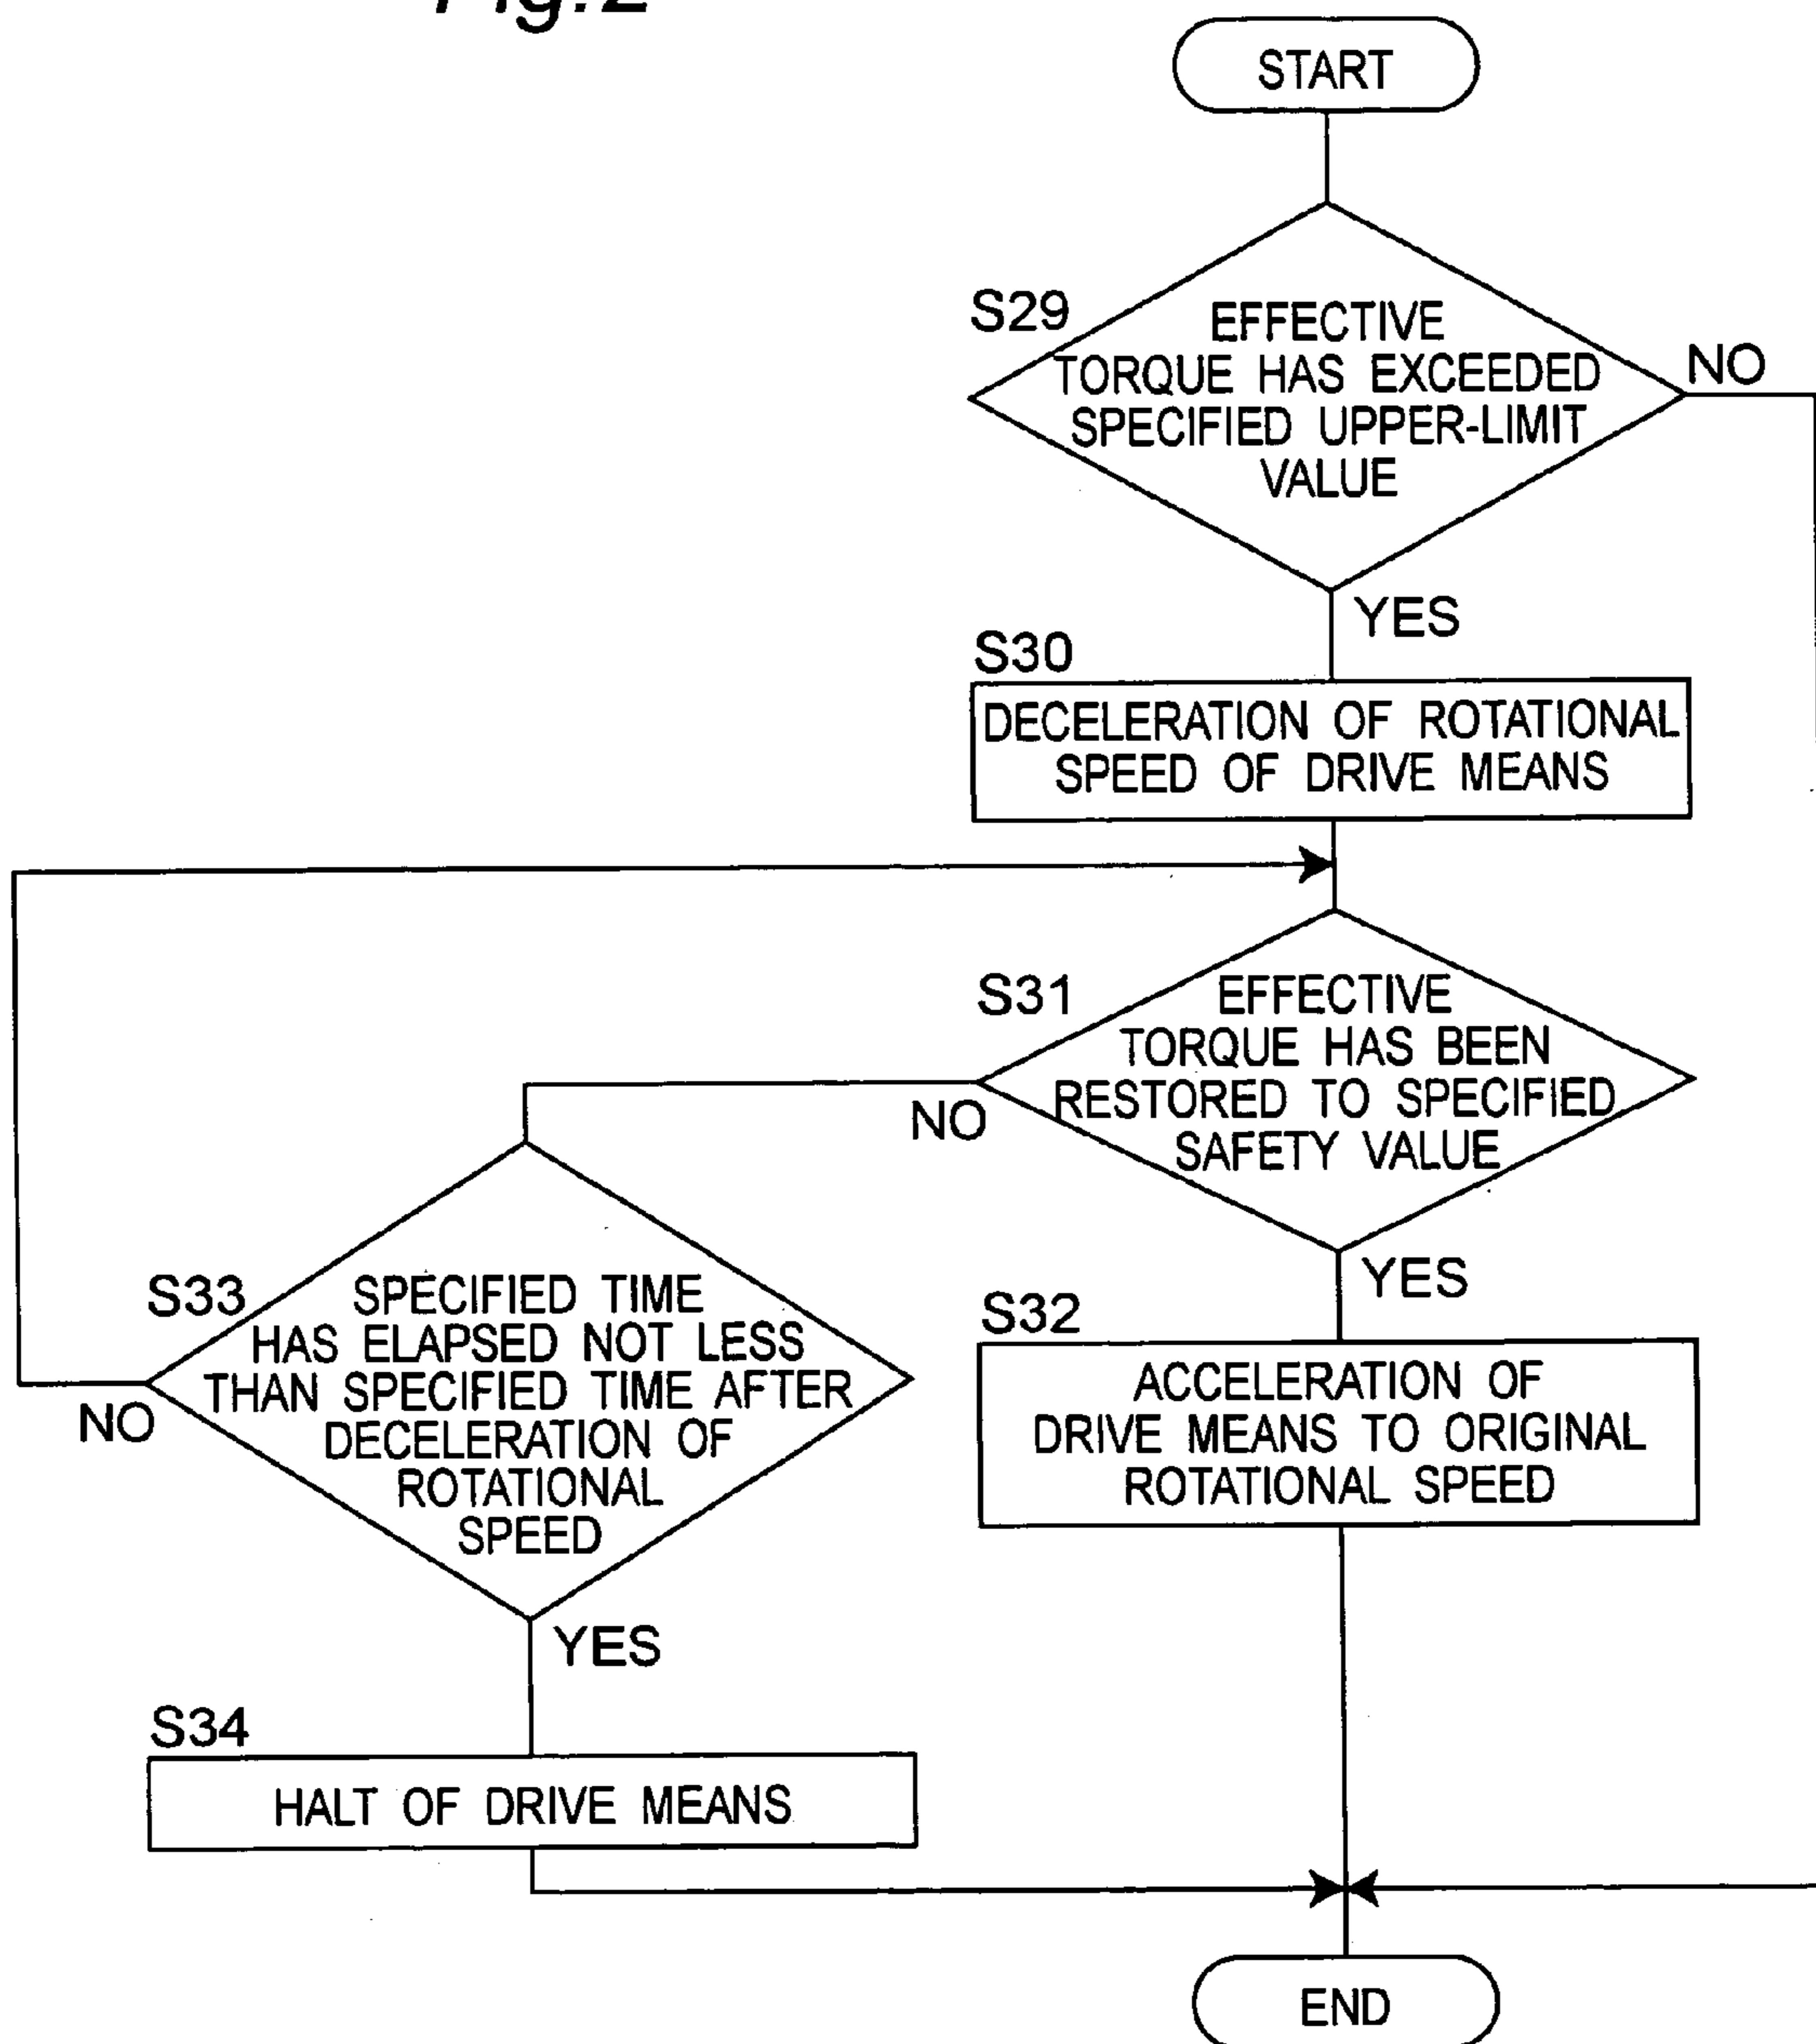 Fig.2
START
S29
EFFECTIVE
TORQUE HAS EXCEEDED
SPECIFIED UPPER-LIMIT
VALUE
NO
YES
S30
DECELERATION OF ROTATIONAL
SPEED OF DRIVE MEANS
S31
EFFECTIVE
TORQUE HAS BEEN
RESTORED TO SPECIFIED
SAFETY VALUE
NO
YES
S33
SPECIFIED TIME
HAS ELAPSED NOT LESS
THAN SPECIFIED TIME AFTER
DECELERATION OF
ROTATIONAL
SPEED
NO
YES
S32
ACCELERATION OF
DRIVE MEANS TO ORIGINAL
ROTATIONAL SPEED
S34
HALT OF DRIVE MEANS
END